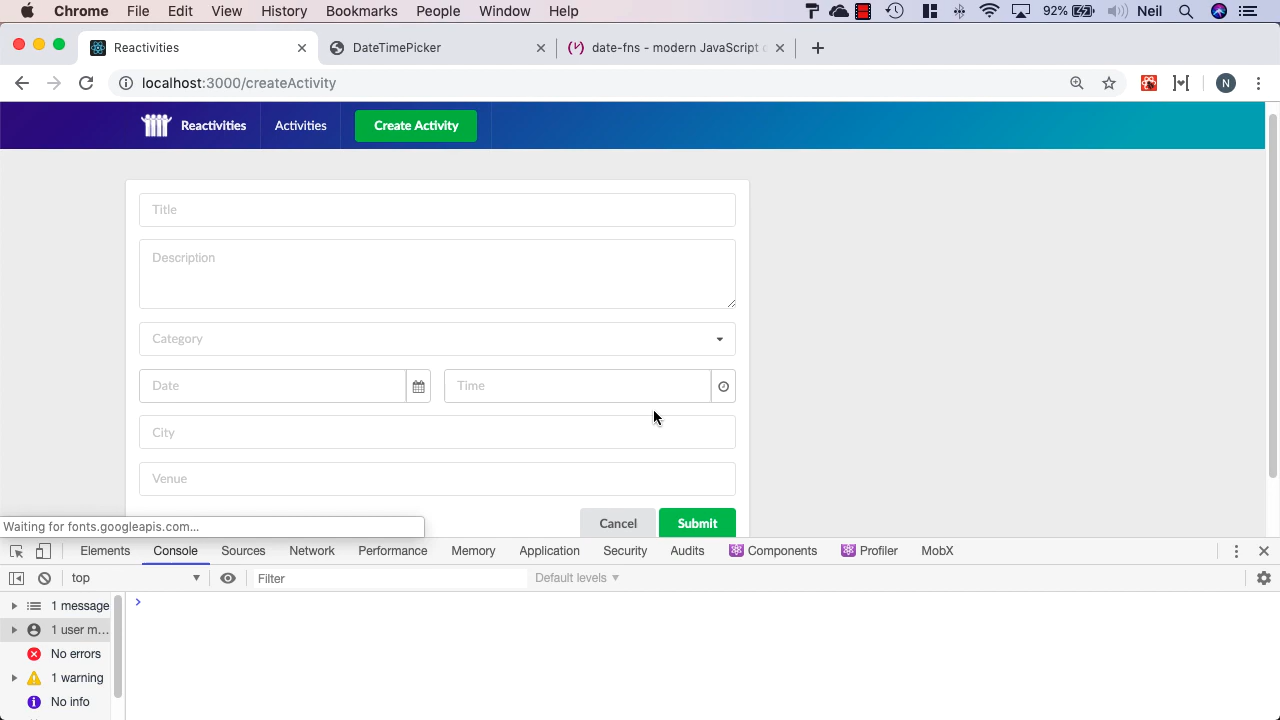 Chrome File Edit View History Bookmarks People Window Help 92% Neil
Reactivities DateTimePicker date-fns - modern JavaScript
localhost:3000/createActivity N
Reactivities Activities Create Activity
Title
Description
Category
Date Time
City
Venue
Cancel Submit
Waiting for fonts.googleapis.com...
Elements Console Sources Network Performance Memory Application Security Audits Components Profiler MobX
top Filter Default levels
1 message
1 user m...
No errors
1 warning
No info